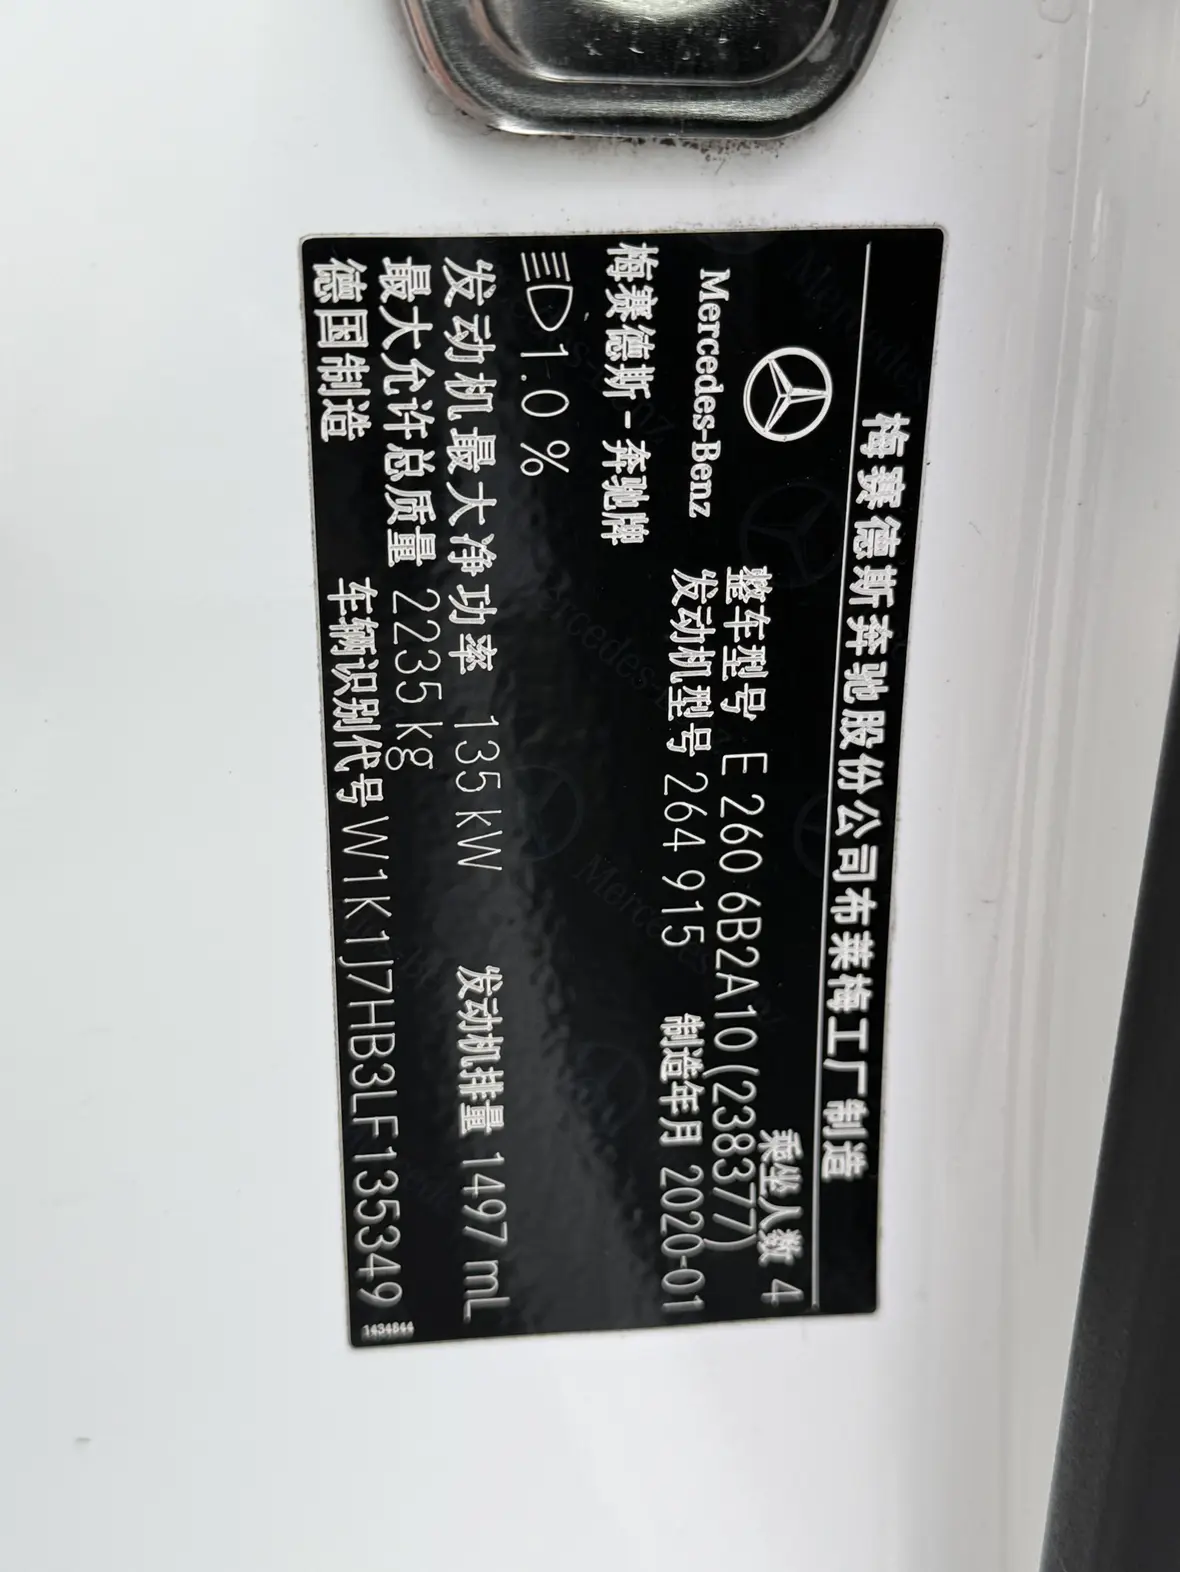 梅赛德斯奔驰股份公司布莱梅工厂制造
乘坐人数 4
Mercedes-Benz
整车型号 E 260 6B2A10(238377)
发动机型号 264 915 制造年月 2020-01
梅赛德斯-奔驰牌
1.0 %
发动机最大净功率 135 kW 发动机排量 1497 mL
最大允许总质量 2235kg
德国制造 车辆识别代号 W1K1J7HB3LF135349
1434844